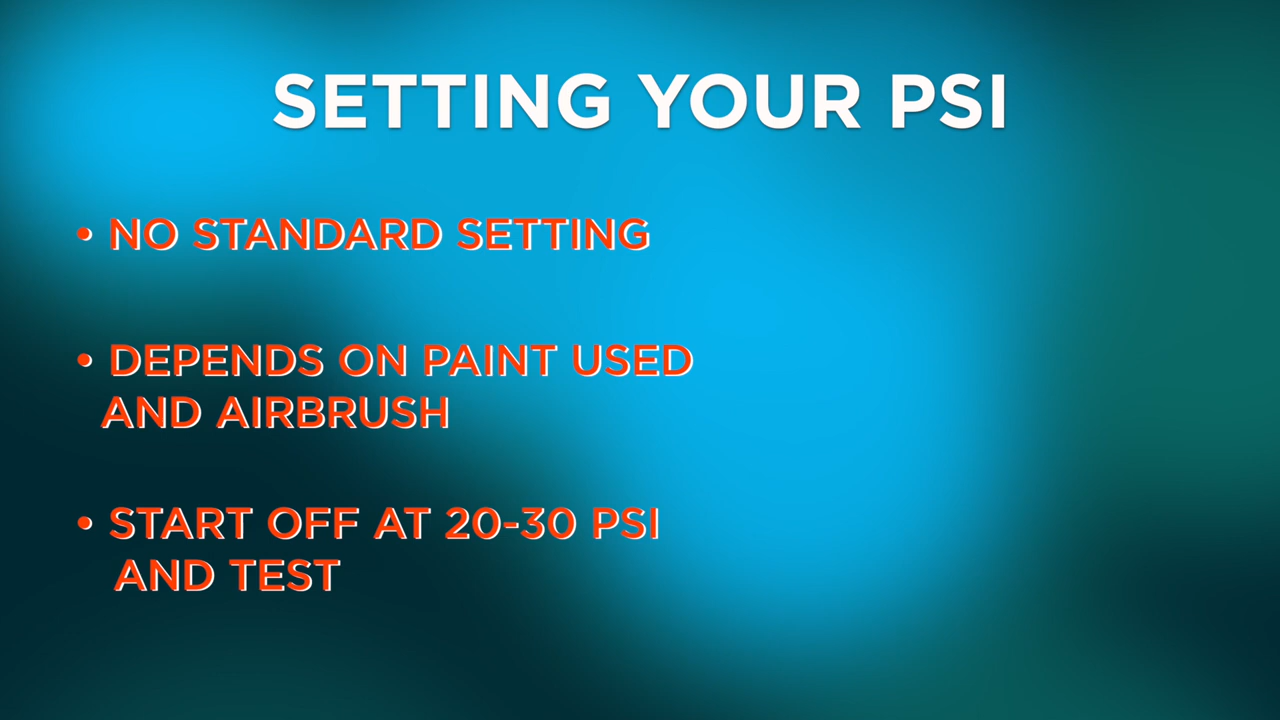 SETTING YOUR PSI
• NO STANDARD SETTING
• DEPENDS ON PAINT USED
AND AIRBRUSH
• START OFF AT 20-30 PSI
AND TEST